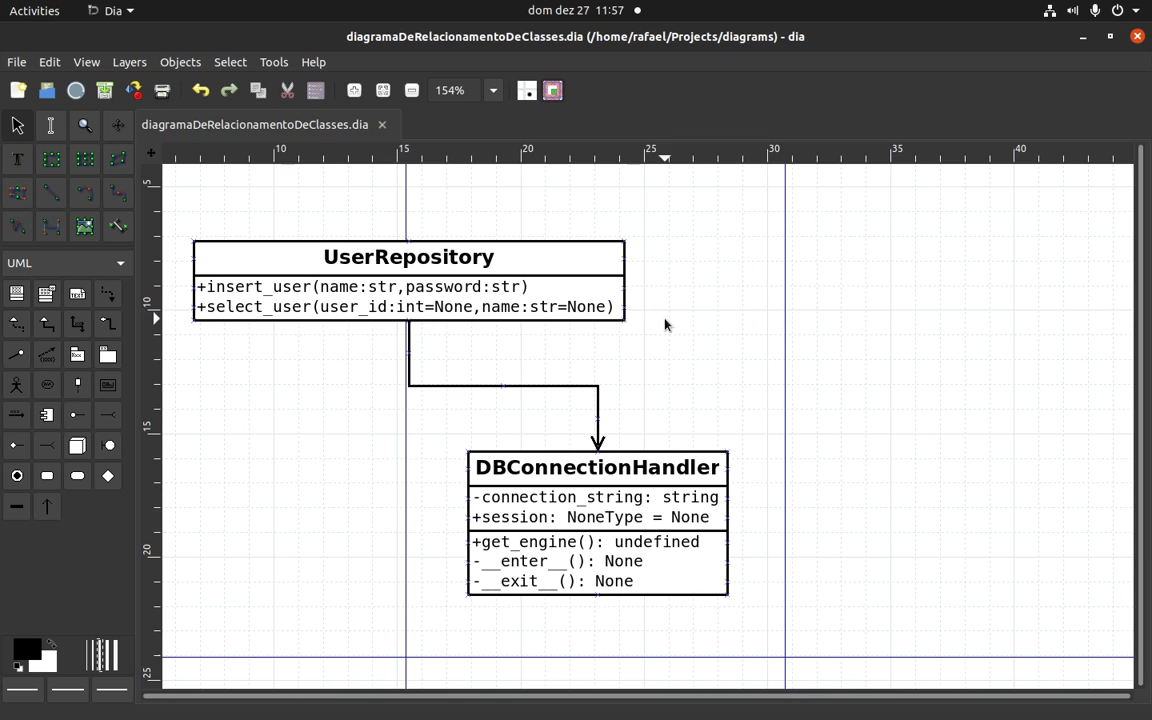 Activities Dia dom dez 27 11:57
diagramaDeRelacionamentoDeClasses.dia (/home/rafael/Projects/diagrams) - dia
File Edit View Layers Objects Select Tools Help
154%
diagramaDeRelacionamentoDeClasses.dia
10 15 20 25 30 35 40
T
UML
5
10
15
20
25
UserRepository
+insert_user(name:str,password:str)
+select_user(user_id:int=None,name:str=None)
DBConnectionHandler
-connection_string: string
+session: NoneType = None
+get_engine(): undefined
-__enter__(): None
-__exit__(): None